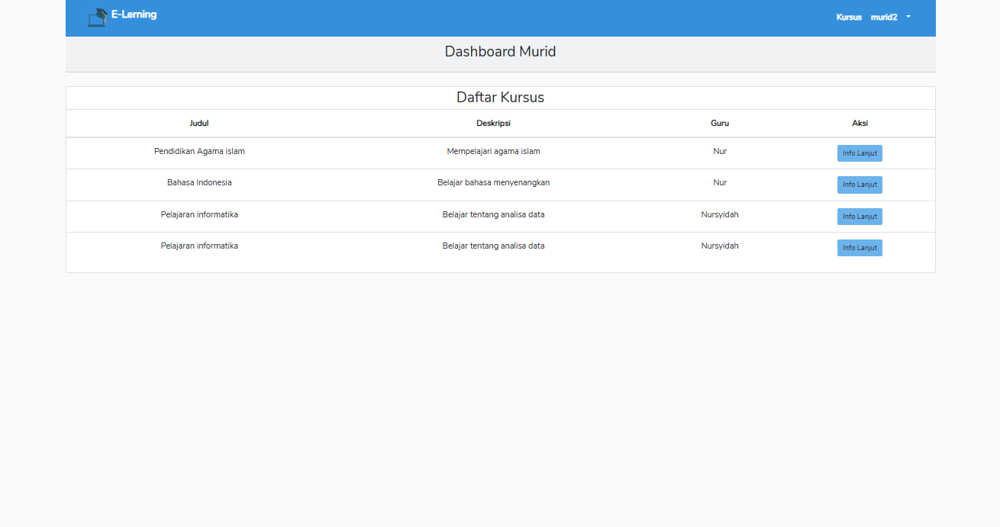 E-Lerning
Kursus murid2
Dashboard Murid
Daftar Kursus
Judul Deskripsi Guru Aksi
Pendidikan Agama islam Mempelajari agama islam Nur Info Lanjut
Bahasa Indonesia Belajar bahasa menyenangkan Nur Info Lanjut
Pelajaran informatika Belajar tentang analisa data Nursyidah Info Lanjut
Pelajaran informatika Belajar tentang analisa data Nursyidah Info Lanjut